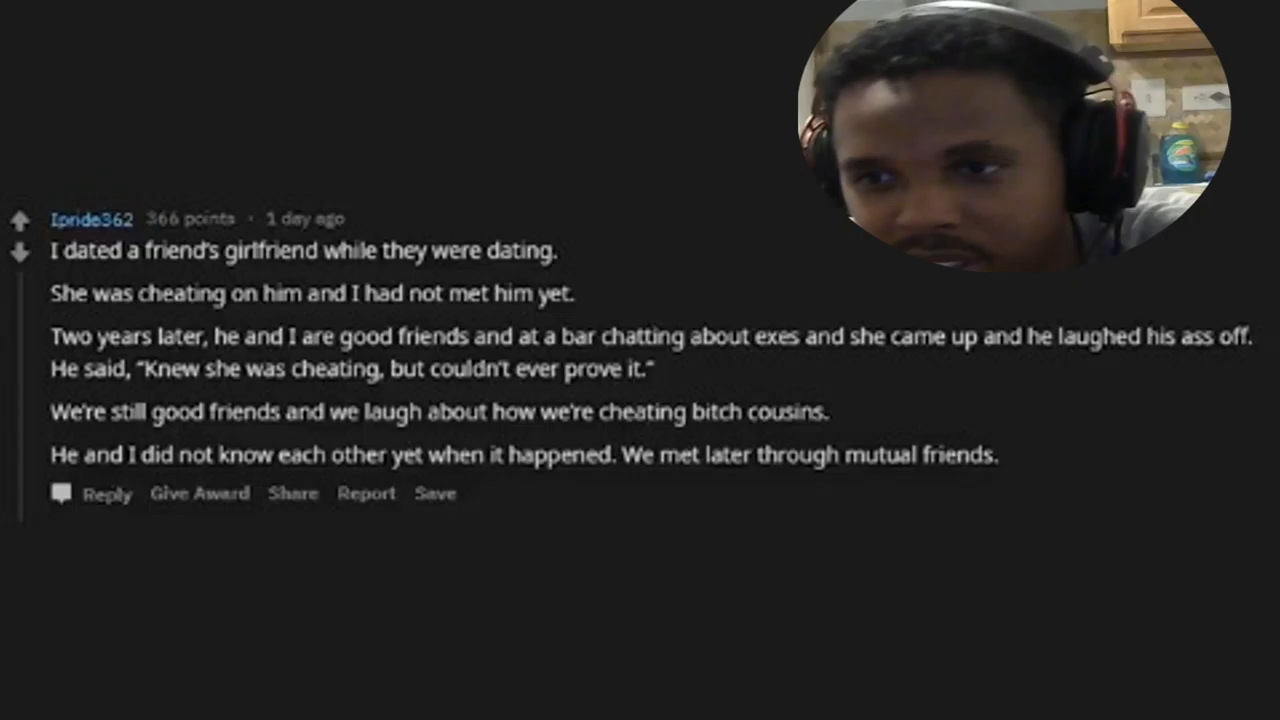 Ipride362 366 points · 1 day ago
I dated a friend's girlfriend while they were dating.
She was cheating on him and I had not met him yet.
Two years later, he and I are good friends and at a bar chatting about exes and she came up and he laughed his ass off.
He said, "Knew she was cheating, but couldn't ever prove it."
We're still good friends and we laugh about how we're cheating bitch cousins.
He and I did not know each other yet when it happened. We met later through mutual friends.
Reply Give Award Share Report Save